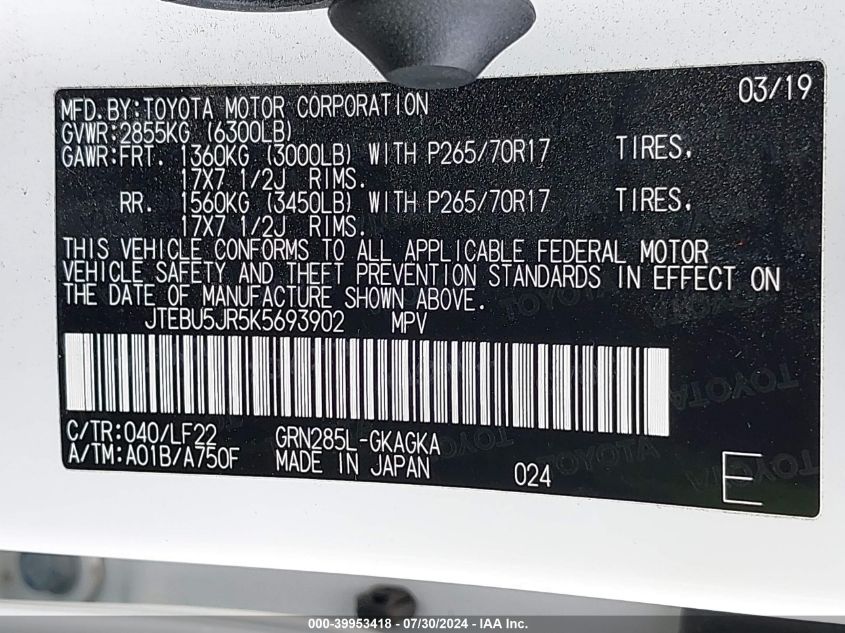 03/19
MFD.BY:TOYOTA MOTOR CORPORATION
GVWR:2855KG (6300LB)
GAWR:FRT. 1360KG (3000LB) WITH P265/70R17 TIRES,
17X7 1/2J RIMS.
RR. 1560KG (3450LB) WITH P265/70R17 TIRES,
17X7 1/2J RIMS.
THIS VEHICLE CONFORMS TO ALL APPLICABLE FEDERAL MOTOR
VEHICLE SAFETY AND THEFT PREVENTION STANDARDS IN EFFECT ON
THE DATE OF MANUFACTURE SHOWN ABOVE.
JTEBU5JR5K5693902 MPV
C/TR:040/LF22 GRN285L-GKAGKA
A/TM:A01B/A750F MADE IN JAPAN 024 E
TOYOTA
000-39953418 - 07/30/2024 - IAA Inc.